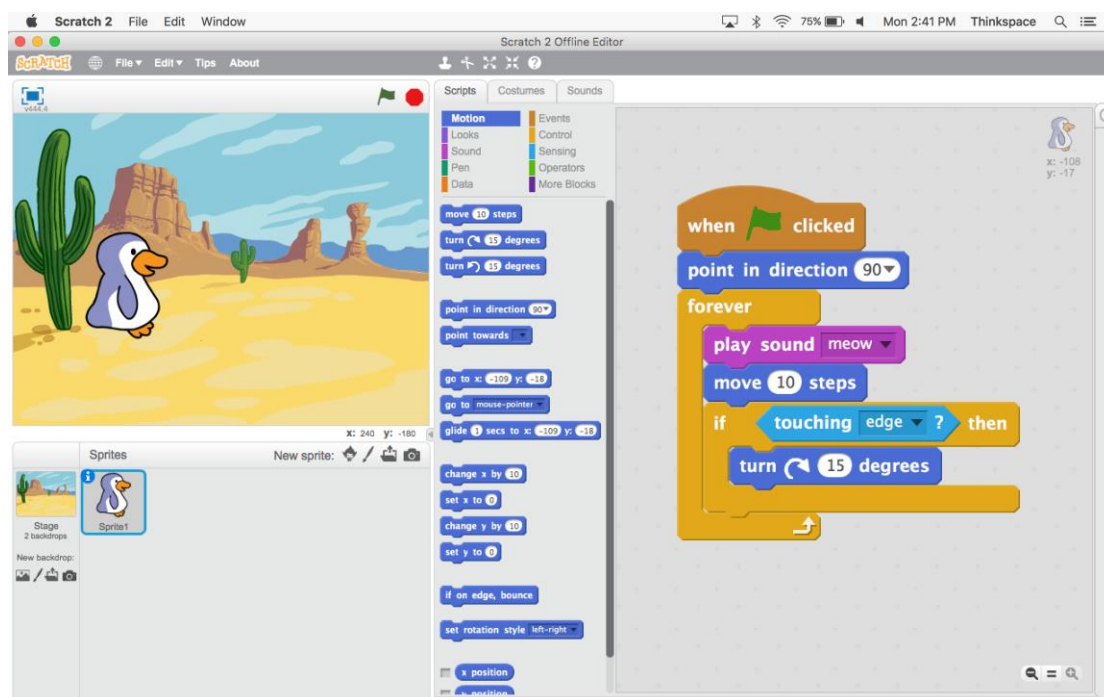 Scratch 2 File Edit Window 75% Mon 2:41 PM Thinkspace
Scratch 2 Offline Editor
SCRATCH File Edit Tips About
v444.4
Scripts Costumes Sounds
Motion Events
Looks Control
Sound Sensing
Pen Operators
Data More Blocks
move 10 steps
turn 15 degrees
turn 15 degrees
point in direction 90
point towards
go to x: -109 y: -18
go to mouse-pointer
glide 1 secs to x: -109 y: -18
change x by 10
set x to 0
change y by 10
set y to 0
if on edge, bounce
set rotation style left-right
x position
y position
x: -108
y: -17
when clicked
point in direction 90
forever
play sound meow
move 10 steps
if touching edge ? then
turn 15 degrees
X: 240 Y: -180
Sprites New sprite:
Stage
2 backdrops
Sprite1
New backdrop: